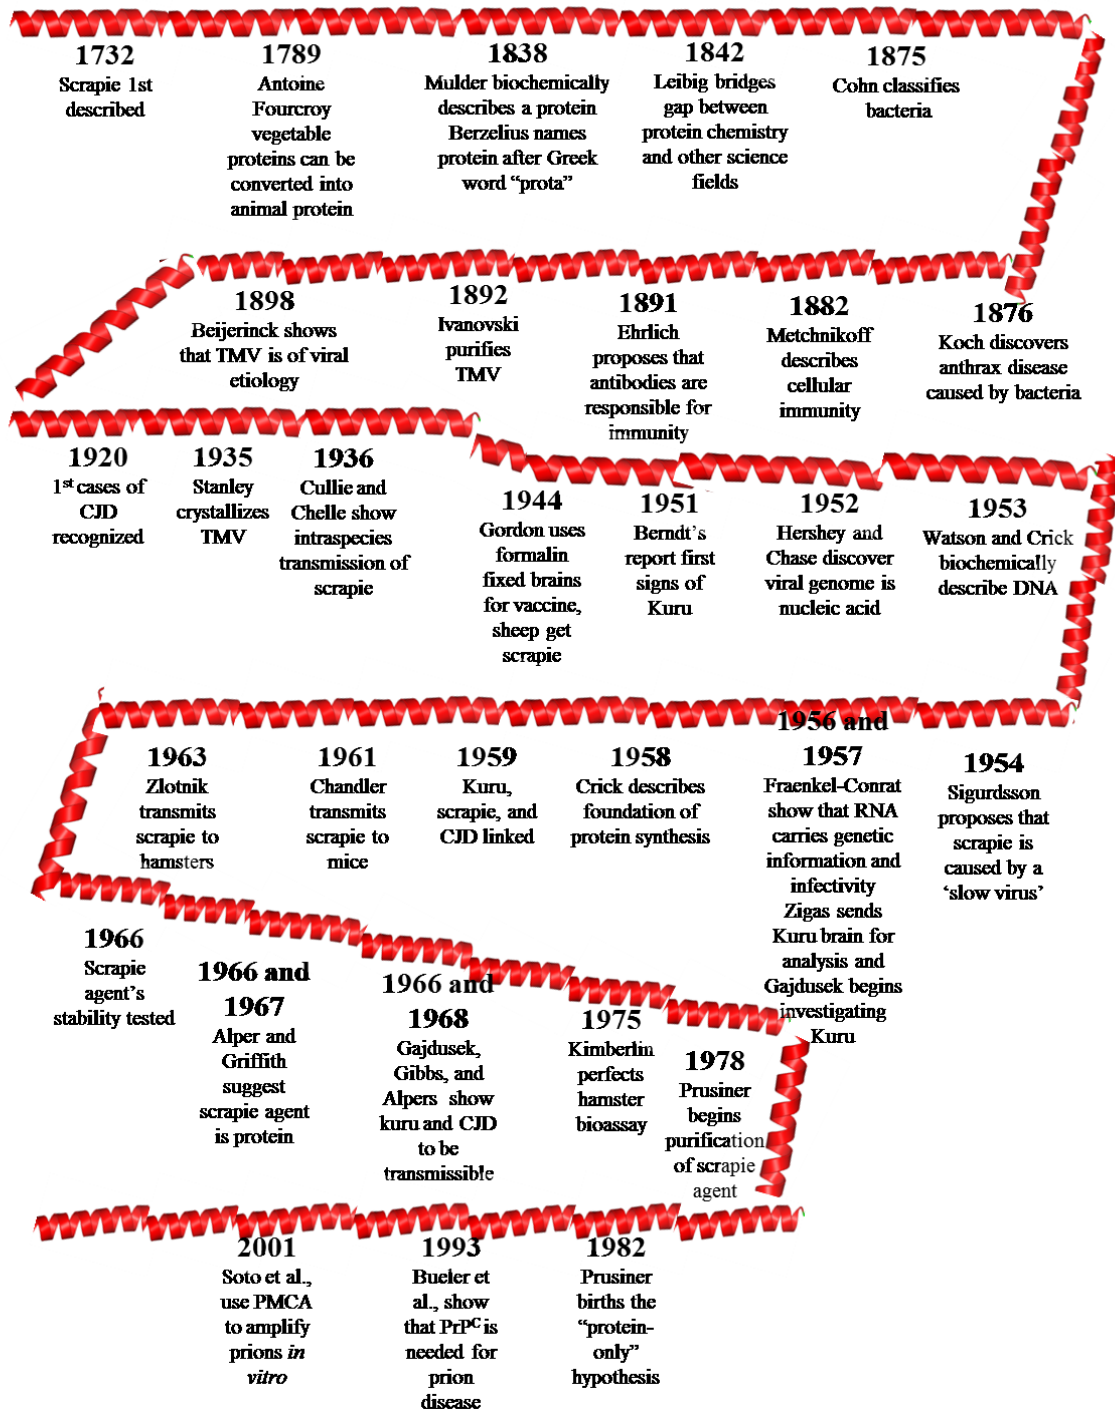 1732
Scrapie 1st
described
1789
Antoine
Fourcroy
vegetable
proteins can be
converted into
animal protein
1838
Mulder biochemically
describes a protein
Berzelius names
protein after Greek
word “prota”
1842
Leibig bridges
gap between
protein chemistry
and other science
fields
1875
Cohn classifies
bacteria
1876
Koch discovers
anthrax disease
caused by bacteria
1882
Metchnikoff
describes
cellular
immunity
1891
Ehrlich
proposes that
antibodies are
responsible for
immunity
1892
Ivanovski
purifies
TMV
1898
Beijerinck shows
that TMV is of viral
etiology
1920
1st cases of
CJD
recognized
1935
Stanley
crystallizes
TMV
1936
Cullie and
Chelle show
intraspecies
transmission of
scrapie
1944
Gordon uses
formalin
fixed brains
for vaccine,
sheep get
scrapie
1951
Berndt’s
report first
signs of
Kuru
1952
Hershey and
Chase discover
viral genome is
nucleic acid
1953
Watson and Crick
biochemically
describe DNA
1954
Sigurdsson
proposes that
scrapie is
caused by a
‘slow virus’
1956 and
1957
Fraenkel-Conrat
show that RNA
carries genetic
information and
infectivity
Zigas sends
Kuru brain for
analysis and
Gajdusek begins
investigating
Kuru
1958
Crick describes
foundation of
protein synthesis
1959
Kuru,
scrapie, and
CJD linked
1961
Chandler
transmits
scrapie to
mice
1963
Zlotnik
transmits
scrapie to
hamsters
1966
Scrapie
agent’s
stability tested
1966 and
1967
Alper and
Griffith
suggest
scrapie agent
is protein
1966 and
1968
Gajdusek,
Gibbs, and
Alpers show
kuru and CJD
to be
transmissible
1975
Kimberlin
perfects
hamster
bioassay
1978
Prusiner
begins
purification
of scrapie
agent
1982
Prusiner
births the
“protein-
only”
hypothesis
1993
Bueler et
al., show
that PrPᶜ is
needed for
prion
disease
2001
Soto et al.,
use PMCA
to amplify
prions in
vitro